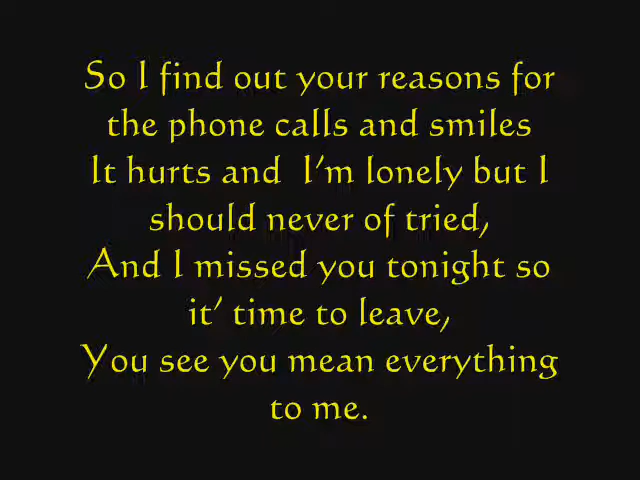 So I find out your reasons for
the phone calls and smiles
It hurts and  I'm lonely but I
should never of tried,
And I missed you tonight so
it' time to leave,
You see you mean everything
to me.